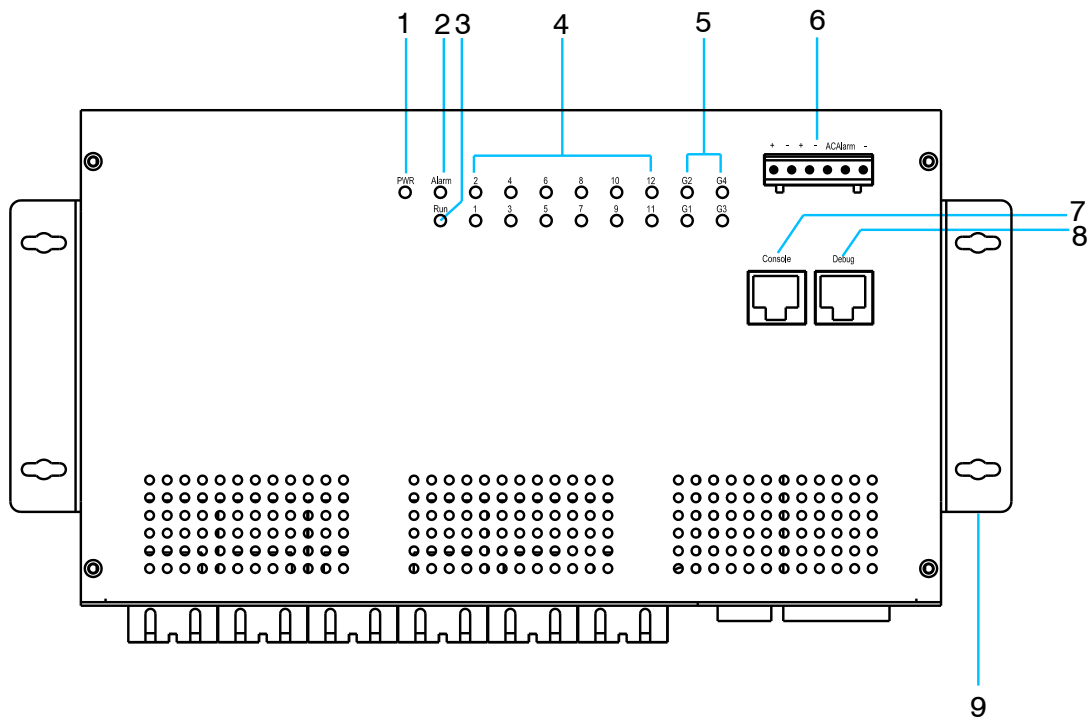 1 2 3 4 5 6
+ - + - ACAlarm -
PWR Alarm 2 4 6 8 10 12 G2 G4
Run 1 3 5 7 9 11 G1 G3
7
8
Console Debug
9